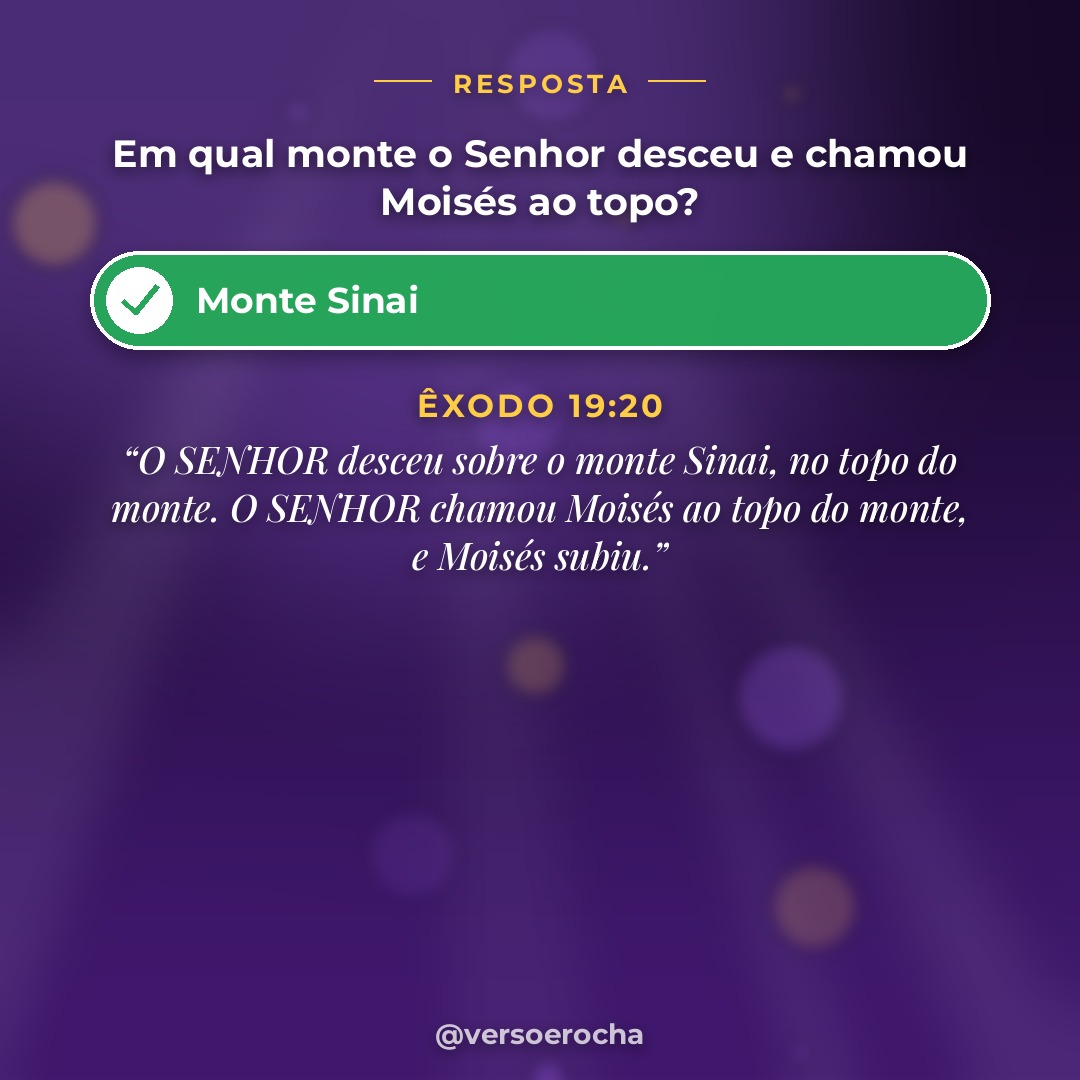 RESPOSTA
Em qual monte o Senhor desceu e chamou
Moisés ao topo?
Monte Sinai
ÊXODO 19:20
“O SENHOR desceu sobre o monte Sinai, no topo do
monte. O SENHOR chamou Moisés ao topo do monte,
e Moisés subiu.”
@versoerocha